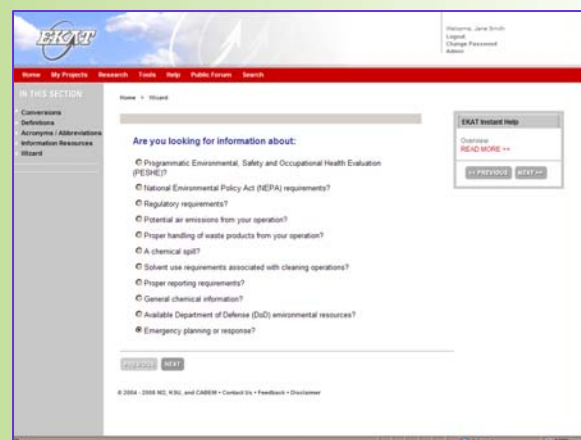 EKAT
Welcome, Jane Smith
Logout
Change Password
Admin
Home My Projects Research Tools Help Public Forum Search
IN THIS SECTION
Conversions
Definitions
Acronyms / Abbreviations
Information Resources
Wizard
Home > Wizard
Are you looking for information about:
Programmatic Environmental, Safety and Occupational Health Evaluation
(PESHE)?
National Environmental Policy Act (NEPA) requirements?
Regulatory requirements?
Potential air emissions from your operation?
Proper handling of waste products from your operation?
A chemical spill?
Solvent use requirements associated with cleaning operations?
Proper reporting requirements?
General chemical information?
Available Department of Defense (DoD) environmental resources?
Emergency planning or response?
PREVIOUS NEXT
EKAT Instant Help
Overview
READ MORE >>
<< PREVIOUS NEXT >>
© 2004 - 2008 ND, KSU, and CABEM • Contact Us • Feedback • Disclaimer